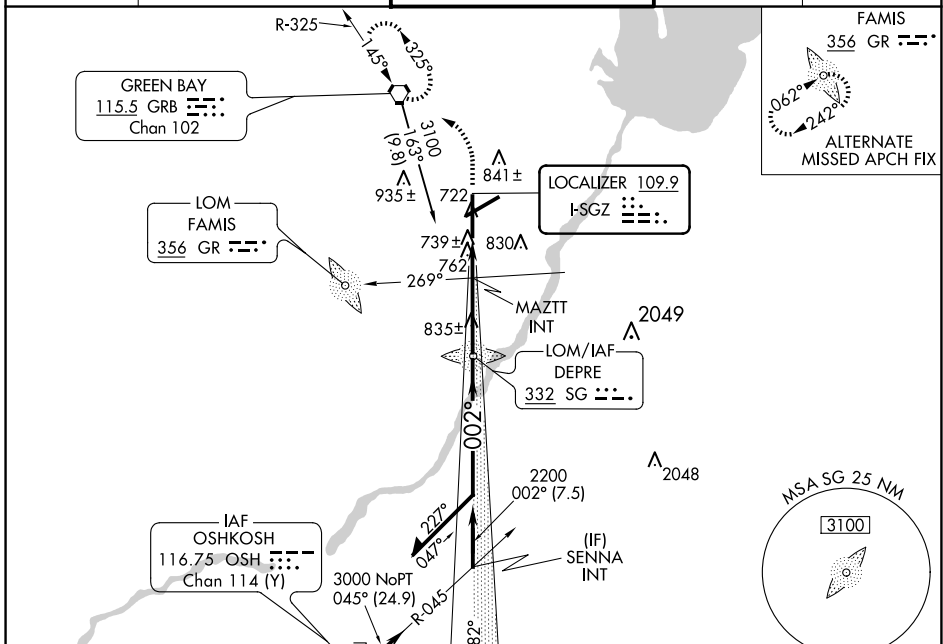 R-325
145°
325°
FAMIS
356 GR
062°
242°
ALTERNATE
MISSED APCH FIX
GREEN BAY
115.5 GRB
Chan 102
3100
163°
(9.8)
935±
841±
722
LOCALIZER 109.9
I-SGZ
LOM
FAMIS
356 GR
739±
830
762
269°
MAZTT
INT
835±
2049
LOM/IAF
DEPRE
332 SG
002°
2048
2200
002° (7.5)
MSA SG 25 NM
3100
227°
047°
IAF
OSHKOSH
116.75 OSH
Chan 114 (Y)
(IF)
SENNA
INT
3000 NoPT
045° (24.9)
R-045